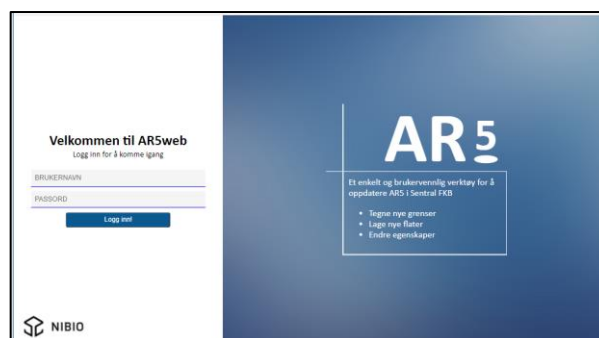 Velkommen til AR5web
Logg inn for å komme igang
BRUKERNAVN
PASSORD
Logg inn!
NIBIO
AR5
Et enkelt og brukervennlig verktøy for å
oppdatere AR5 i Sentral FKB
Tegne nye grenser
Lage nye flater
Endre egenskaper